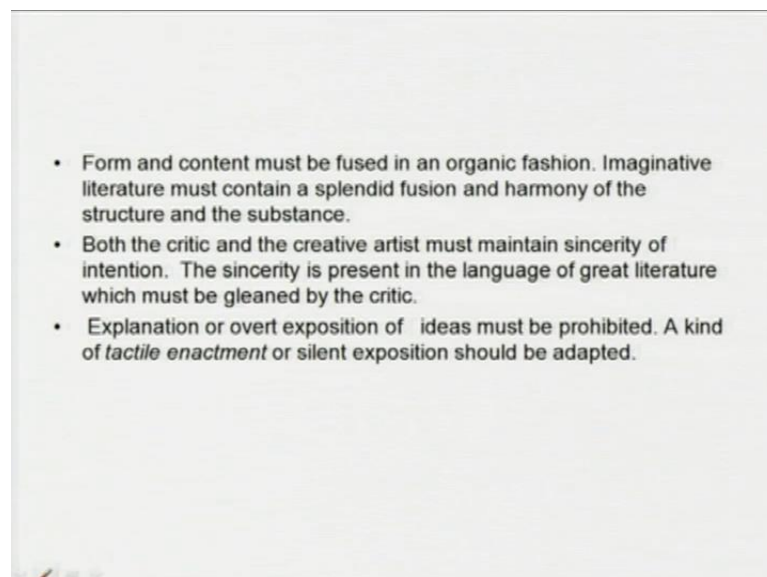 • Form and content must be fused in an organic fashion. Imaginative
literature must contain a splendid fusion and harmony of the
structure and the substance.
• Both the critic and the creative artist must maintain sincerity of
intention. The sincerity is present in the language of great literature
which must be gleaned by the critic.
• Explanation or overt exposition of ideas must be prohibited. A kind
of tactile enactment or silent exposition should be adapted.